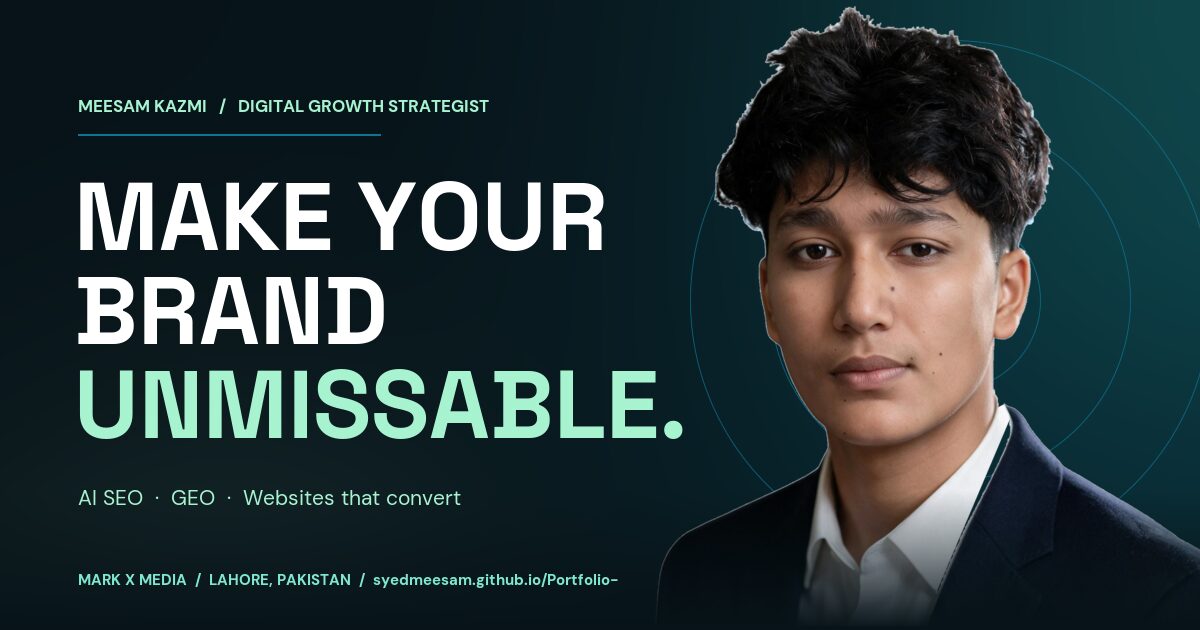 MEESAM KAZMI / DIGITAL GROWTH STRATEGIST
MAKE YOUR
BRAND
UNMISSABLE.
AI SEO · GEO · Websites that convert
MARK X MEDIA / LAHORE, PAKISTAN / syedmeesam.github.io/Portfolio-